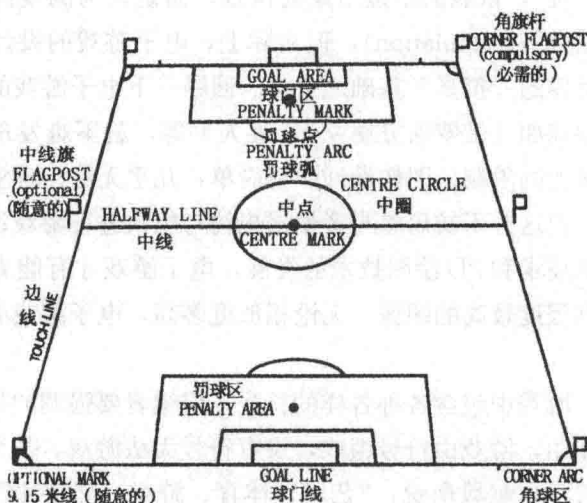 角旗杆
CORNER FLAGPOST
(compulsory)
(必需的)
GOAL AREA
球门区
PENALTY MARK
罚球点
PENALTY ARC
罚球弧
中线旗
FLAGPOST
(optional)
(随意的)
CENTRE CIRCLE
中圈
HALFWAY LINE
中线
中点
CENTRE MARK
边线
TOUCH LINE
罚球区
PENALTY AREA
TIONAL MARK
9.15米线(随意的)
GOAL LINE
球门线
CORNER ARC
角球区